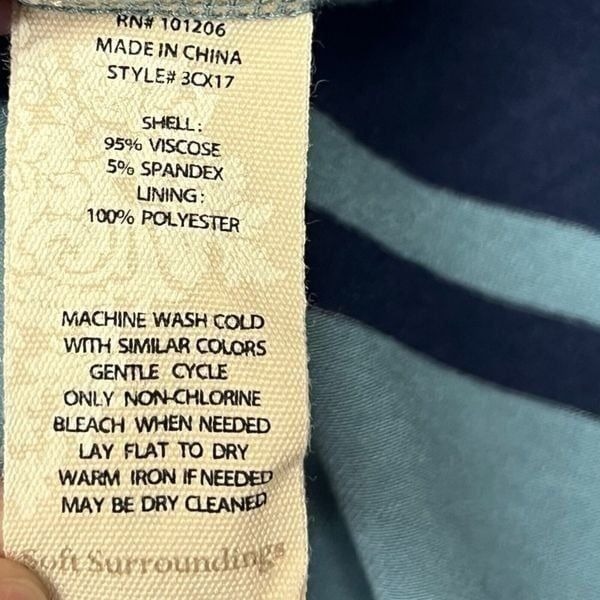 RN# 101206
MADE IN CHINA
STYLE# 3CX17
SHELL:
95% VISCOSE
5% SPANDEX
LINING:
100% POLYESTER
MACHINE WASH COLD
WITH SIMILAR COLORS
GENTLE CYCLE
ONLY NON-CHLORINE
BLEACH WHEN NEEDED
LAY FLAT TO DRY
WARM IRON IF NEEDED
MAY BE DRY CLEANED
Soft Surroundings